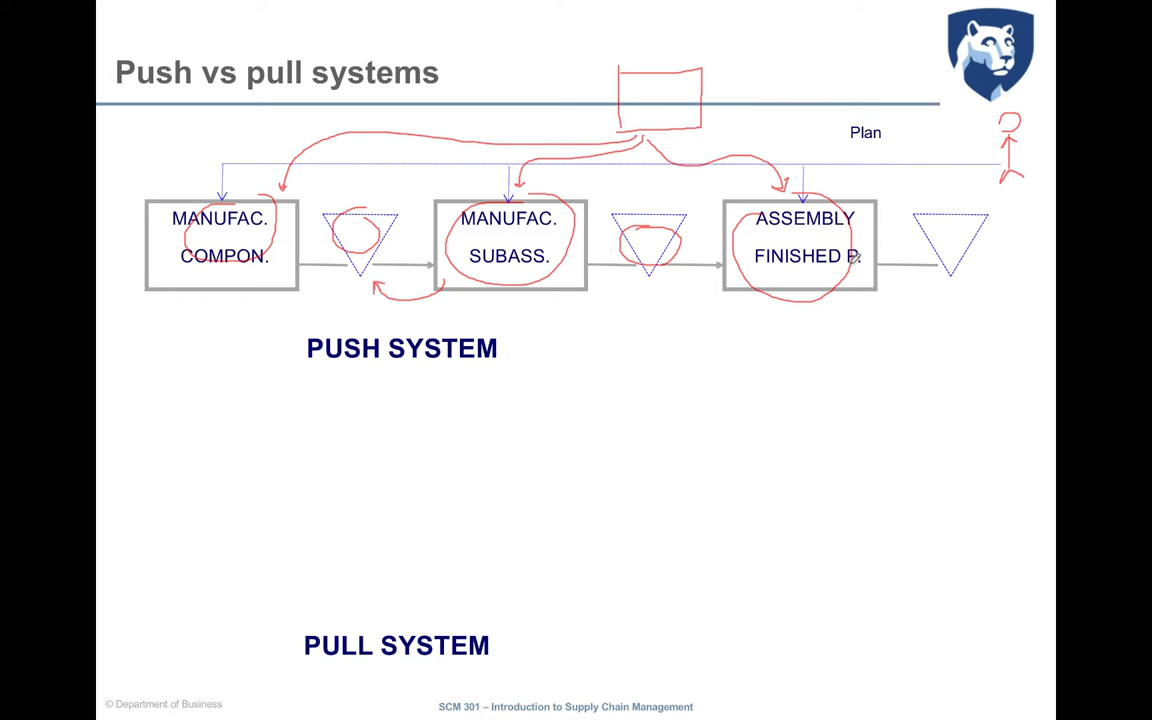 Push vs pull systems
Plan
MANUFAC.
COMPON.
MANUFAC.
SUBASS.
ASSEMBLY
FINISHED P.
PUSH SYSTEM
PULL SYSTEM
© Department of Business
SCM 301 – Introduction to Supply Chain Management